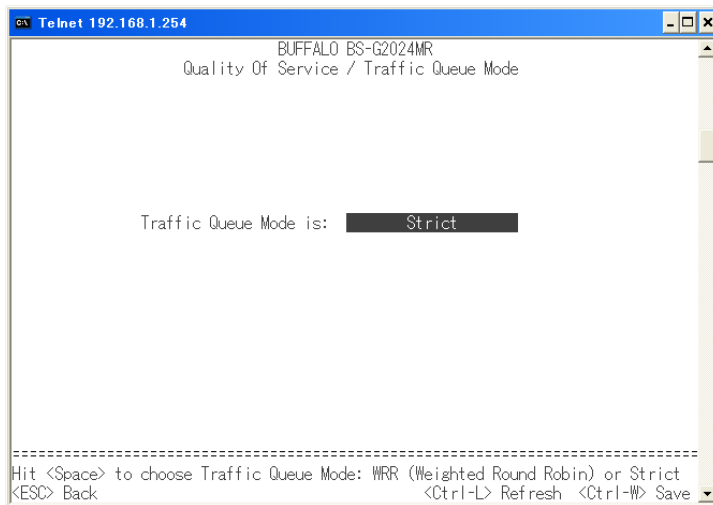 Telnet 192.168.1.254
BUFFALO BS-G2024MR
Quality Of Service / Traffic Queue Mode
Traffic Queue Mode is: Strict
================================================================================
Hit <Space> to choose Traffic Queue Mode: WRR (Weighted Round Robin) or Strict
<ESC> Back <Ctrl-L> Refresh <Ctrl-W> Save